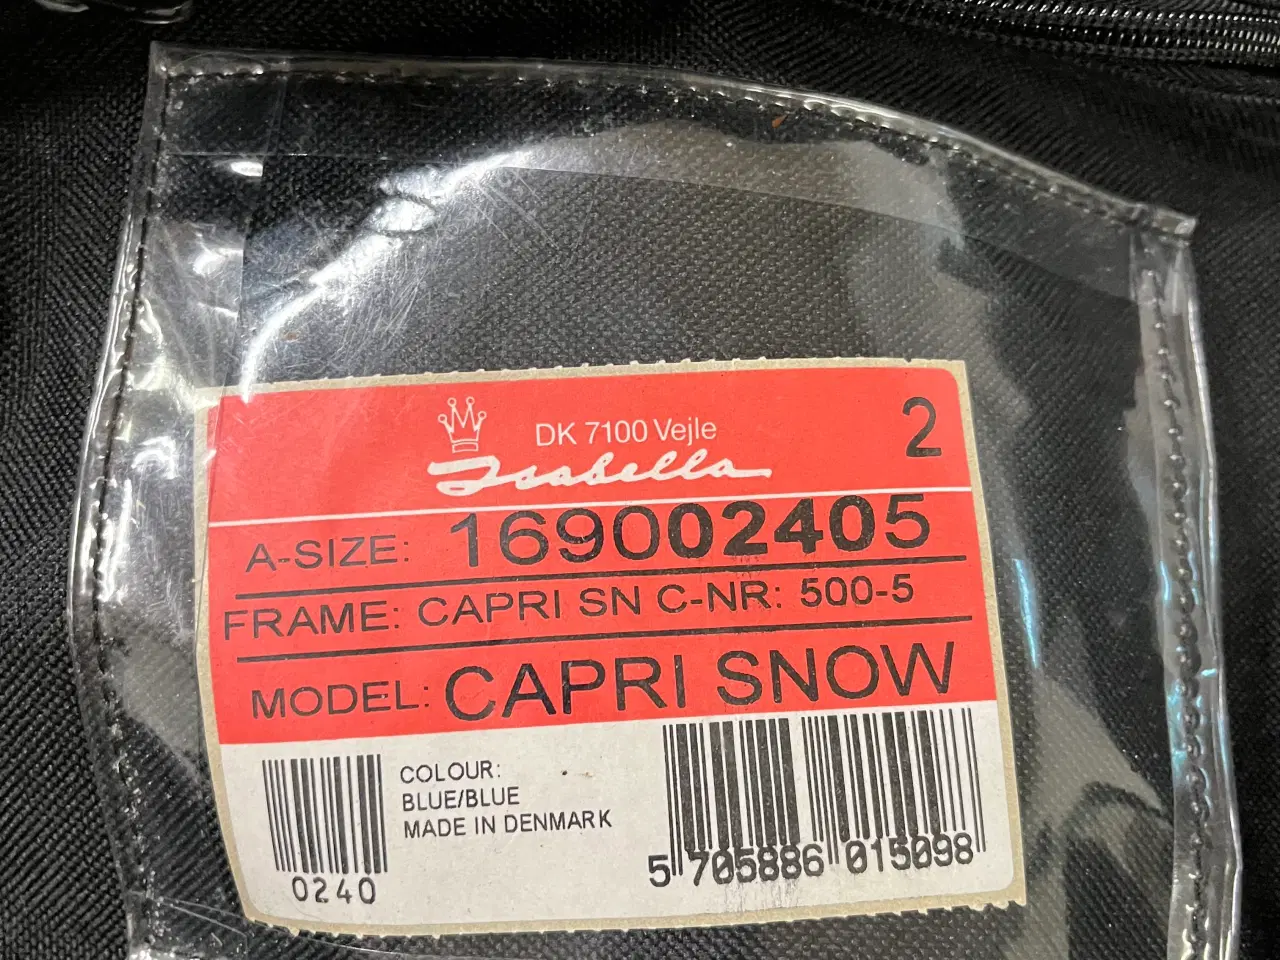 DK 7100 Vejle
2
Isabella
A-SIZE: 169002405
FRAME: CAPRI SN C-NR: 500-5
MODEL: CAPRI SNOW
COLOUR:
BLUE/BLUE
MADE IN DENMARK
0240
5 705886 015098